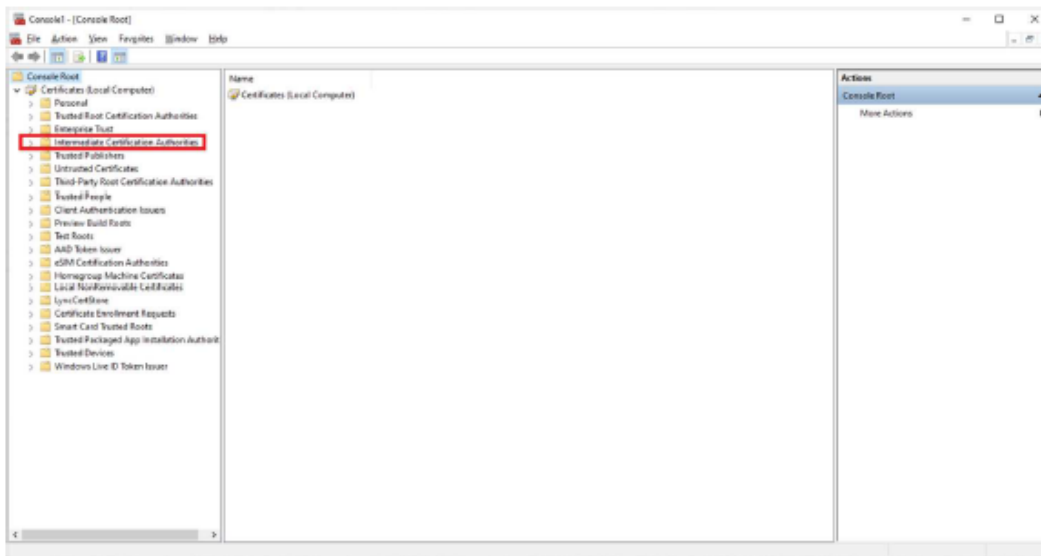 Console1 - [Console Root]
File Action View Favorites Window Help
Console Root
Certificates (Local Computer)
Personal
Trusted Root Certification Authorities
Enterprise Trust
Intermediate Certification Authorities
Trusted Publishers
Untrusted Certificates
Third-Party Root Certification Authorities
Trusted People
Client Authentication Issuers
Preview Build Roots
Test Roots
AAD Token Issuer
eSIM Certification Authorities
Homegroup Machine Certificates
Local NonRemovable Certificates
LyncCertStore
Certificate Enrollment Requests
Smart Card Trusted Roots
Trusted Packaged App Installation Authorit
Trusted Devices
Windows Live ID Token Issuer
Name
Certificates (Local Computer)
Actions
Console Root
More Actions